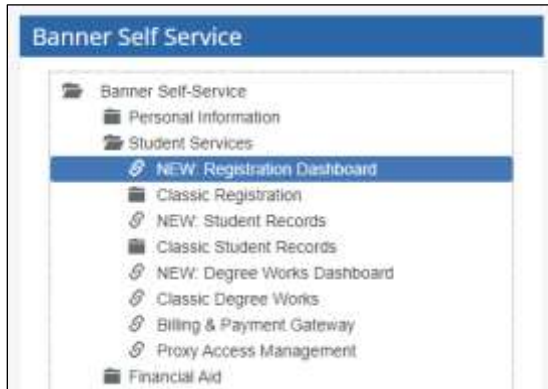 Banner Self Service
Banner Self-Service
Personal Information
Student Services
NEW: Registration Dashboard
Classic Registration
NEW: Student Records
Classic Student Records
NEW: Degree Works Dashboard
Classic Degree Works
Billing & Payment Gateway
Proxy Access Management
Financial Aid